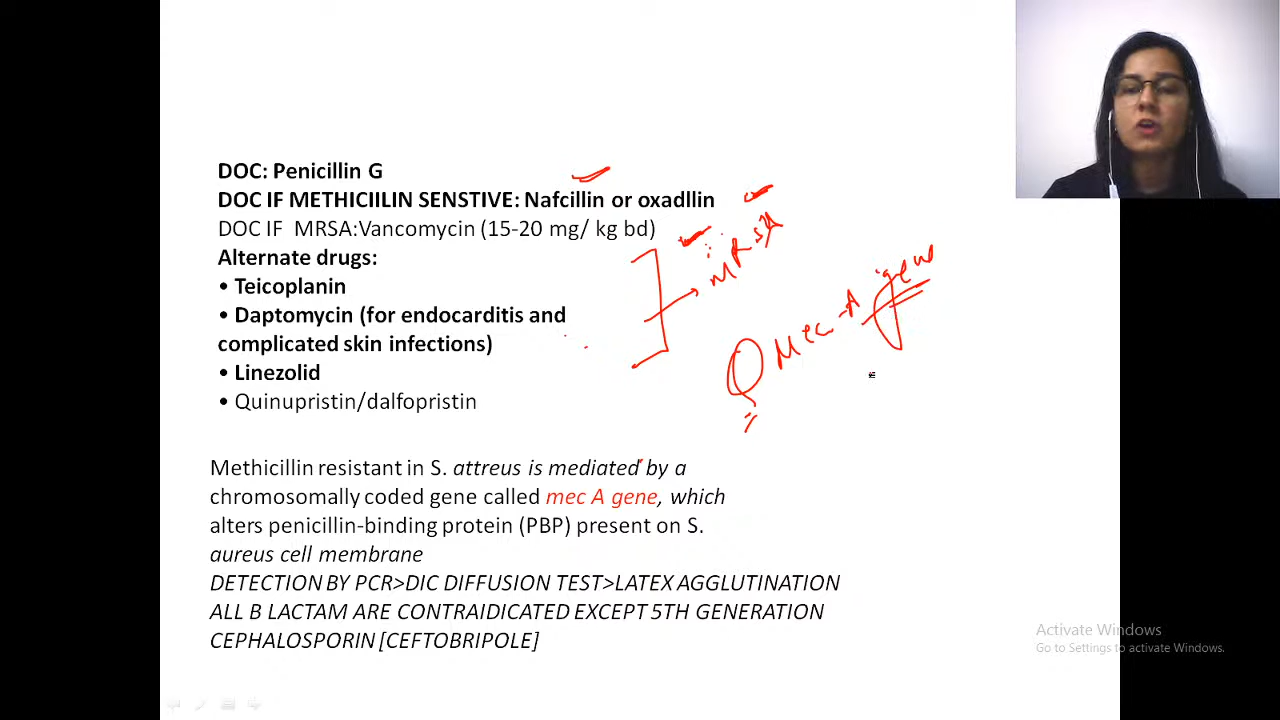 DOC: Penicillin G
DOC IF METHICIILIN SENSTIVE: Nafcillin or oxadllin
DOC IF MRSA:Vancomycin (15-20 mg/ kg bd)
Alternate drugs:
• Teicoplanin
• Daptomycin (for endocarditis and
complicated skin infections)
• Linezolid
• Quinupristin/dalfopristin
MRSA
Q Mec-A gene
Methicillin resistant in S. attreus is mediated by a
chromosomally coded gene called mec A gene, which
alters penicillin-binding protein (PBP) present on S.
aureus cell membrane
DETECTION BY PCR>DIC DIFFUSION TEST>LATEX AGGLUTINATION
ALL B LACTAM ARE CONTRAIDICATED EXCEPT 5TH GENERATION
CEPHALOSPORIN [CEFTOBRIPOLE]
Activate Windows
Go to Settings to activate Windows.